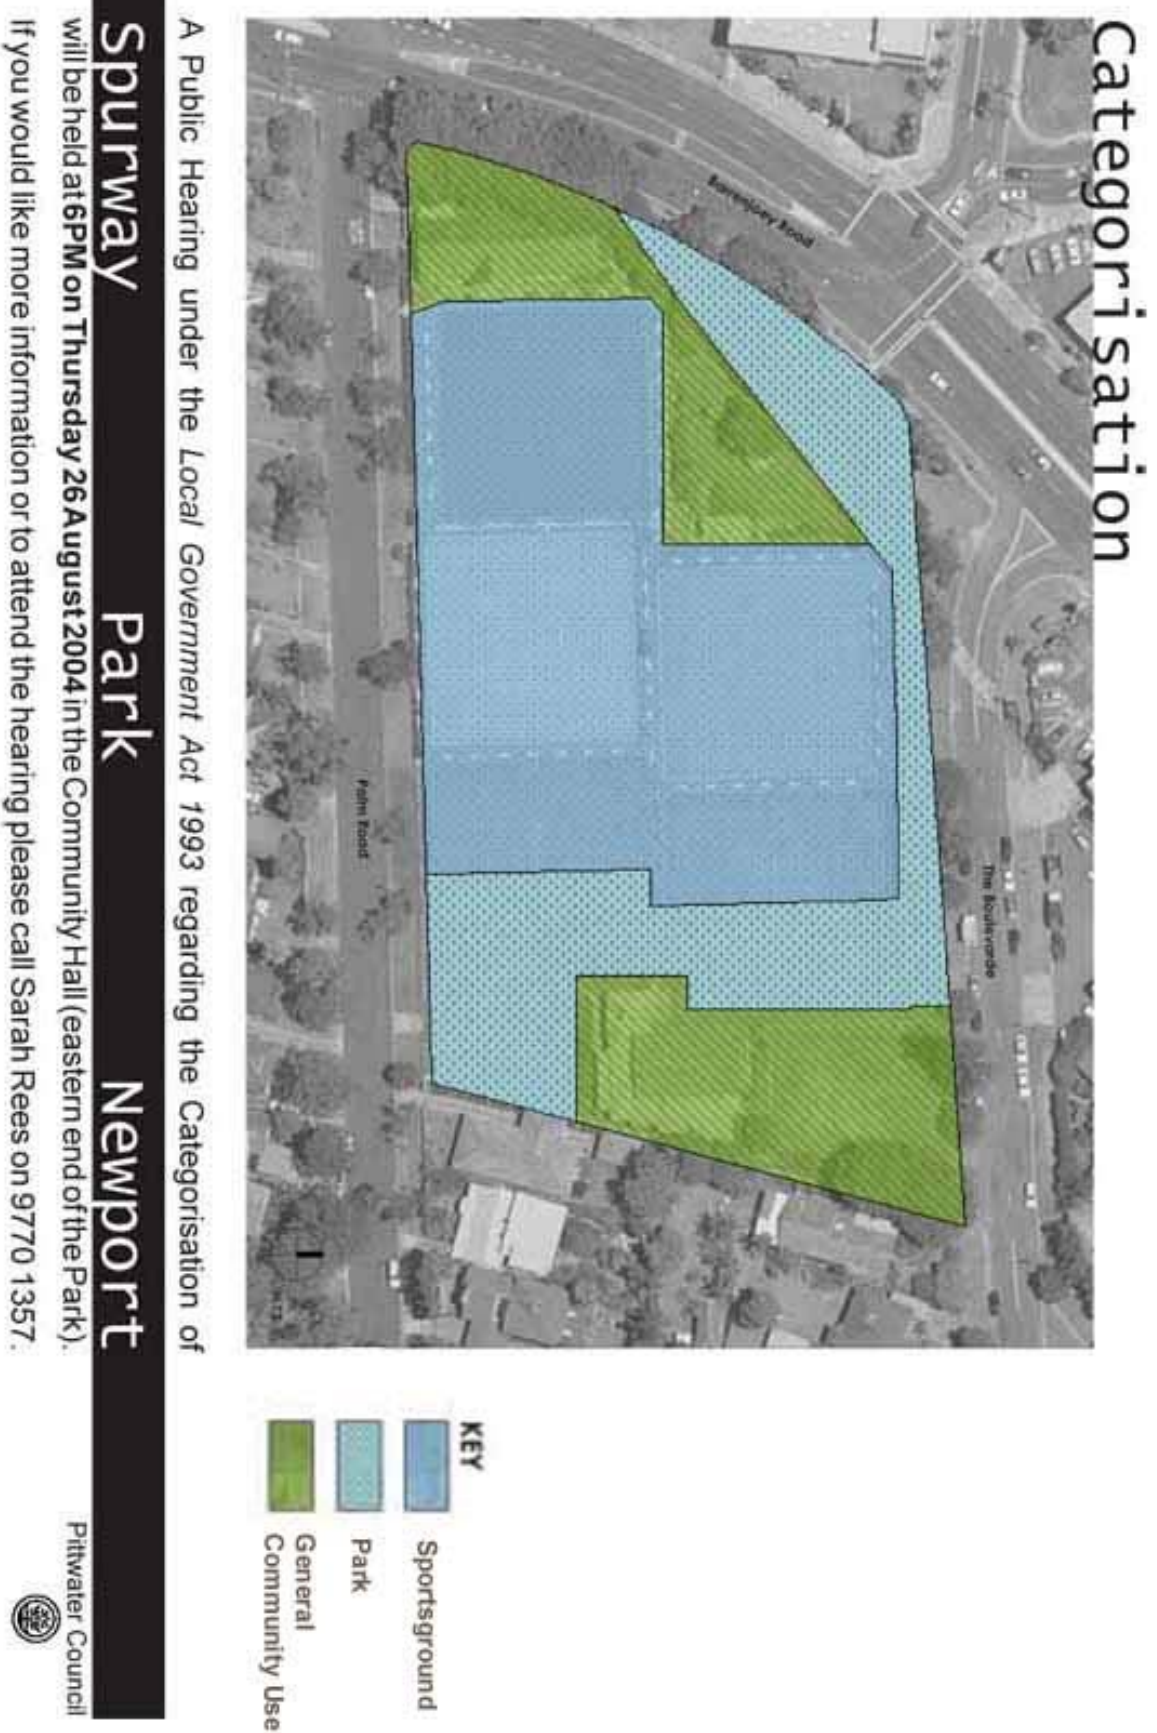 Categorisation
Barrenjoey Road
The Boulevarde
Palm Road
KEY
Sportsground
Park
General
Community Use
A Public Hearing under the Local Government Act 1993 regarding the Categorisation of
Spurway Park Newport
will be held at 6PM on Thursday 26 August 2004 in the Community Hall (eastern end of the Park).
If you would like more information or to attend the hearing please call Sarah Rees on 9970 1357.
Pittwater Council